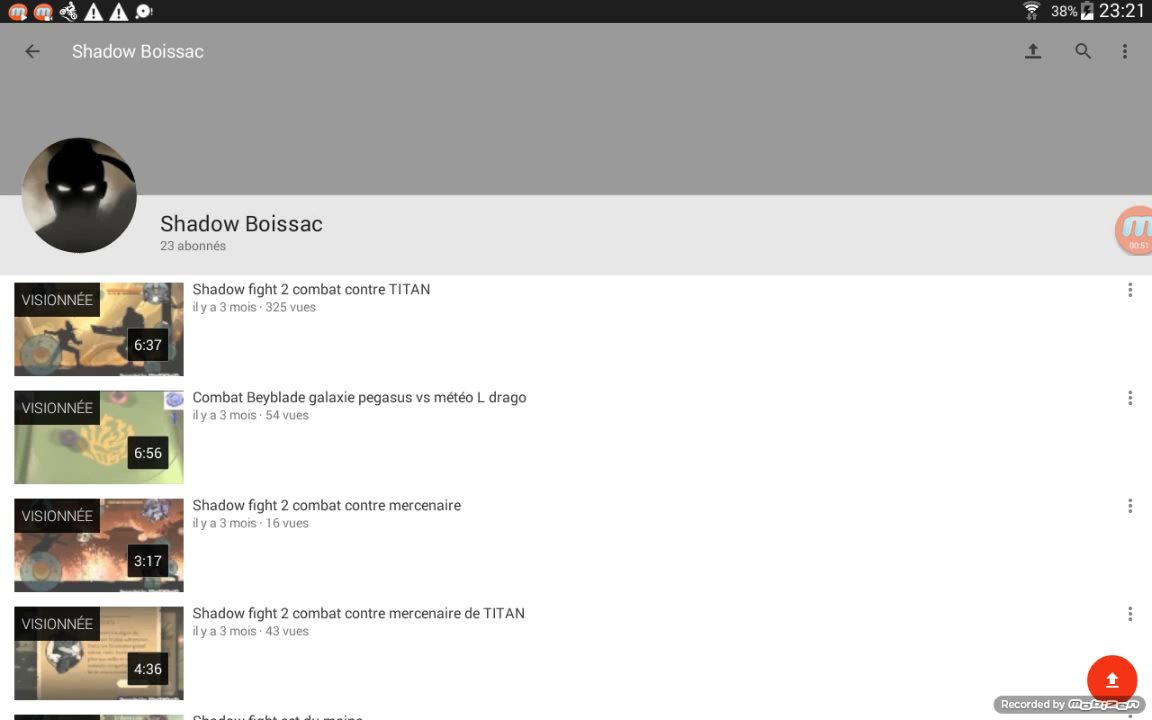 38% 23:21
Shadow Boissac
Shadow Boissac
23 abonnés
00:51
VISIONNÉE
6:37
Shadow fight 2 combat contre TITAN
il y a 3 mois · 325 vues
VISIONNÉE
6:56
Combat Beyblade galaxie pegasus vs météo L drago
il y a 3 mois · 54 vues
VISIONNÉE
3:17
Shadow fight 2 combat contre mercenaire
il y a 3 mois · 16 vues
VISIONNÉE
4:36
Shadow fight 2 combat contre mercenaire de TITAN
il y a 3 mois · 43 vues
Recorded by mobizen